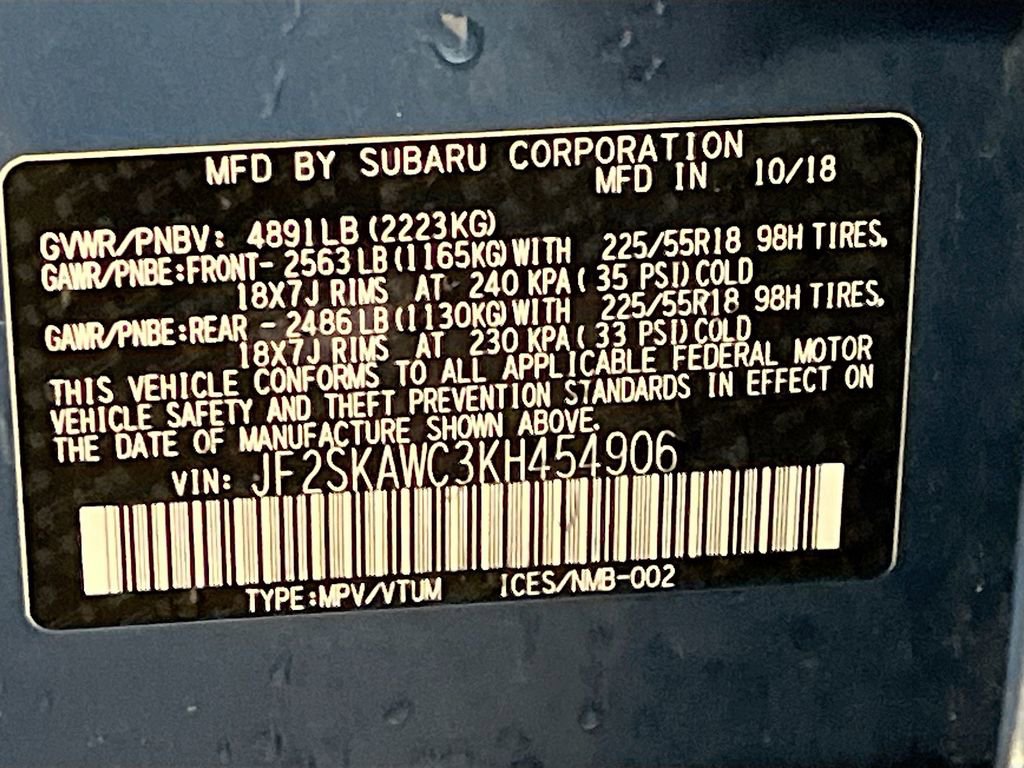 MFD BY SUBARU CORPORATION
MFD IN 10/18
GVWR/PNBV: 4891LB (2223KG)
GAWR/PNBE:FRONT- 2563LB(1165KG)WITH 225/55R18 98H TIRES,
18X7J RIMS AT 240 KPA( 35 PSI)COLD
GAWR/PNBE:REAR - 2486LB(1130KG)WITH 225/55R18 98H TIRES,
18X7J RIMS AT 230 KPA( 33 PSI)COLD
THIS VEHICLE CONFORMS TO ALL APPLICABLE FEDERAL MOTOR
VEHICLE SAFETY AND THEFT PREVENTION STANDARDS IN EFFECT ON
THE DATE OF MANUFACTURE SHOWN ABOVE.
VIN: JF2SKAWC3KH454906
TYPE:MPV/VTUM ICES/NMB-002